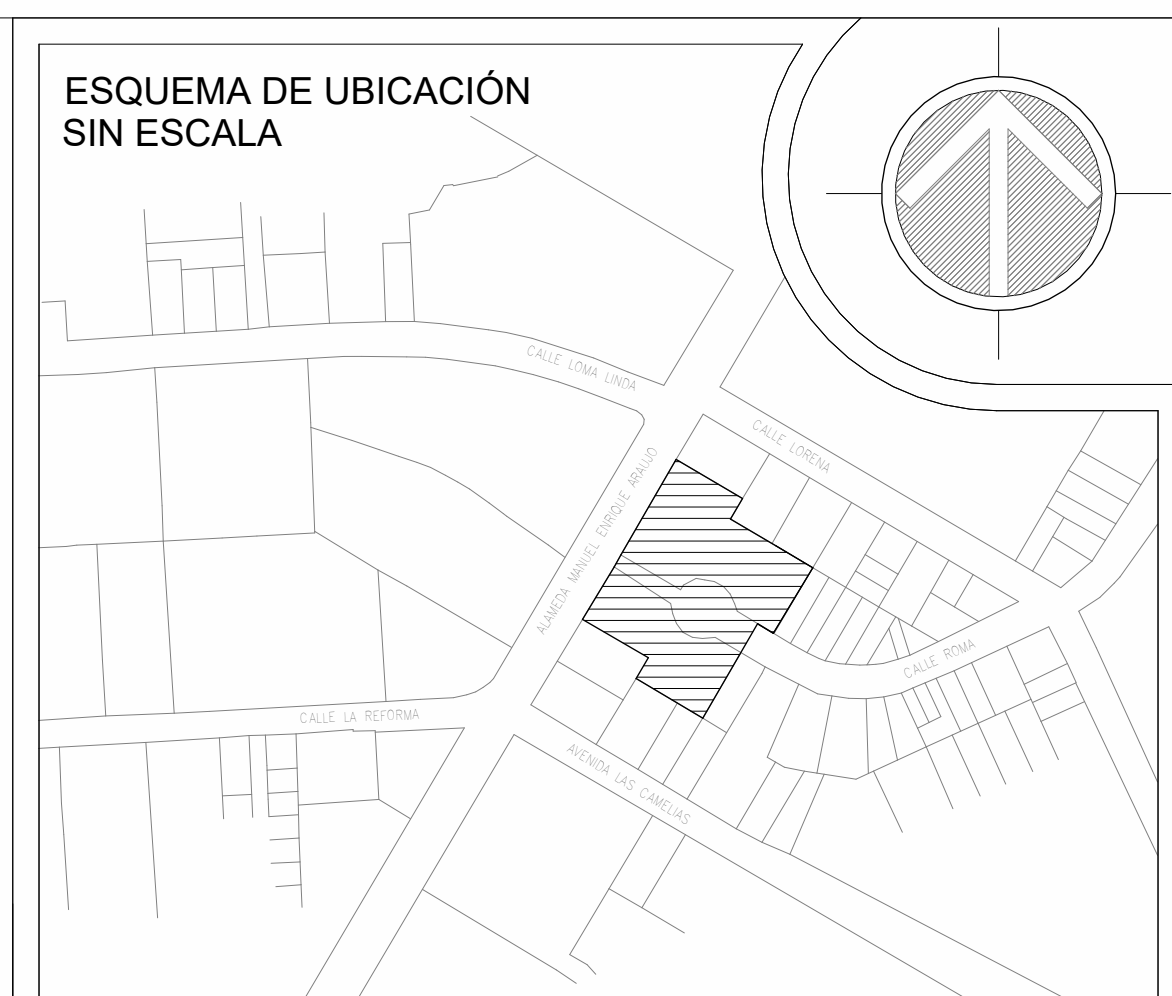 ESQUEMA DE UBICACIÓN
SIN ESCALA
CALLE LOMA LINDA
CALLE LORENA
ALAMEDA MANUEL ENRIQUE ARAUJO
CALLE ROMA
CALLE LA REFORMA
AVENIDA LAS CAMELIAS